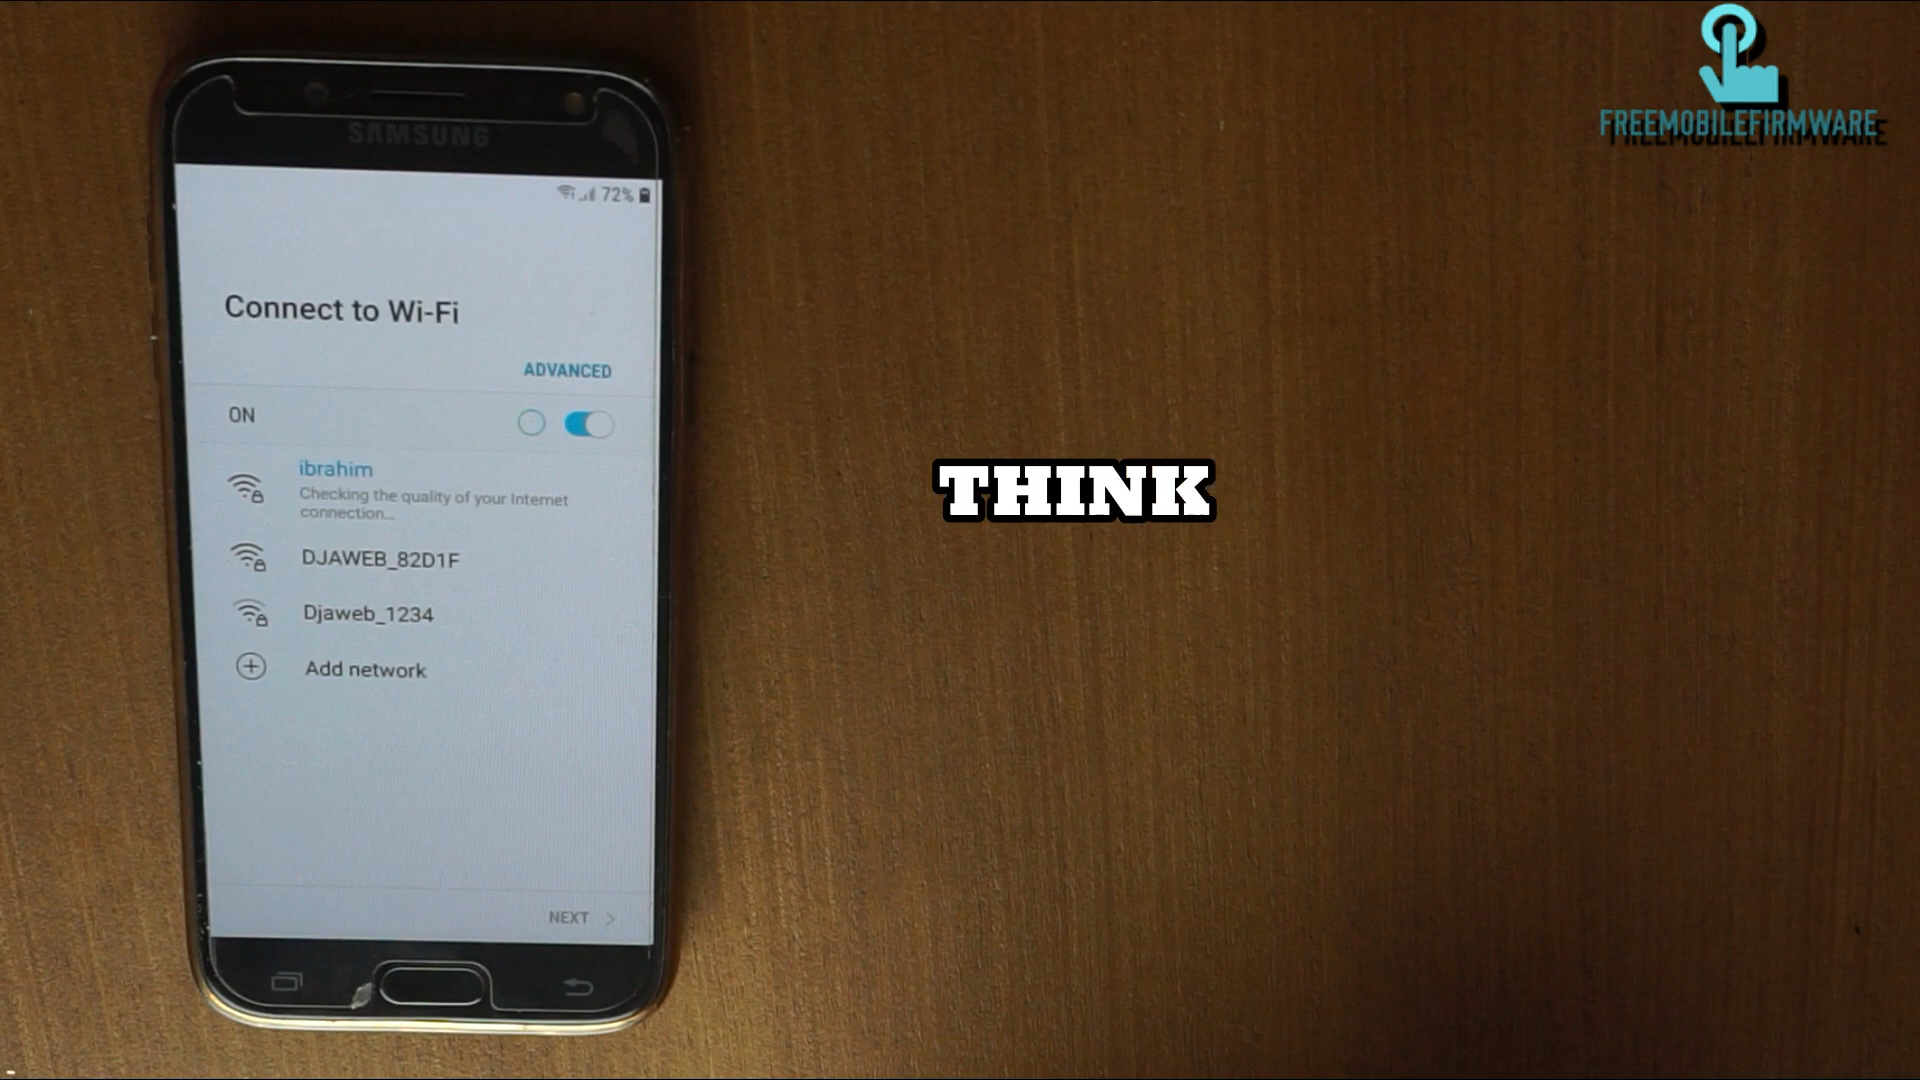 FREEMOBILEFIRMWARE
SAMSUNG
72%
Connect to Wi-Fi
ADVANCED
ON
ibrahim
Checking the quality of your Internet
connection...
DJAWEB_82D1F
Djaweb_1234
Add network
NEXT
THINK